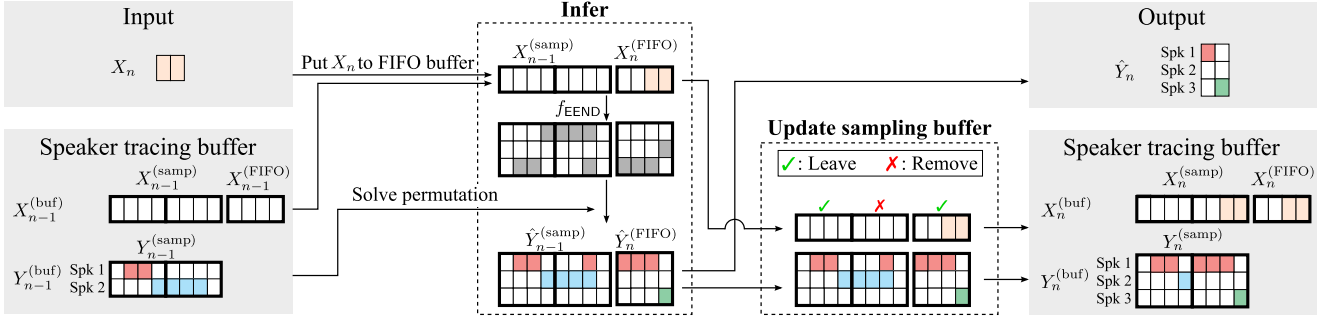 Input
X_n
Put X_n to FIFO buffer
Speaker tracing buffer
X_{n-1}^{(samp)} X_{n-1}^{(FIFO)}
X_{n-1}^{(buf)}
Y_{n-1}^{(samp)}
Y_{n-1}^{(buf)}
Spk 1
Spk 2
Solve permutation
Infer
X_{n-1}^{(samp)} X_n^{(FIFO)}
f_{EEND}
Ŷ_{n-1}^{(samp)} Ŷ_n^{(FIFO)}
Update sampling buffer
✓: Leave ✗: Remove
✓ ✗ ✓
Output
Ŷ_n
Spk 1
Spk 2
Spk 3
Speaker tracing buffer
X_n^{(samp)} X_n^{(FIFO)}
X_n^{(buf)}
Y_n^{(samp)}
Y_n^{(buf)}
Spk 1
Spk 2
Spk 3